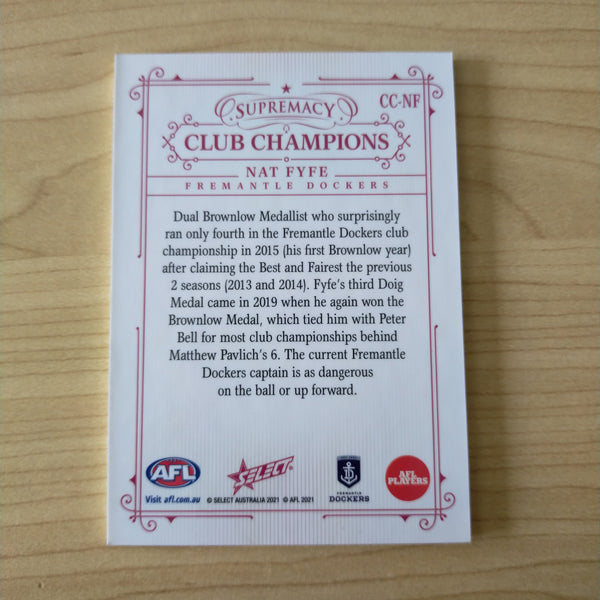 SUPREMACY
CC-NF
CLUB CHAMPIONS
NAT FYFE
FREMANTLE DOCKERS
Dual Brownlow Medallist who surprisingly
ran only fourth in the Fremantle Dockers club
championship in 2015 (his first Brownlow year)
after claiming the Best and Fairest the previous
2 seasons (2013 and 2014). Fyfe's third Doig
Medal came in 2019 when he again won the
Brownlow Medal, which tied him with Peter
Bell for most club championships behind
Matthew Pavlich's 6. The current Fremantle
Dockers captain is as dangerous
on the ball or up forward.
AFL
SELECT
FREMANTLE
DOCKERS
AFL
PLAYERS
Visit afl.com.au
© SELECT AUSTRALIA 2021 © AFL 2021